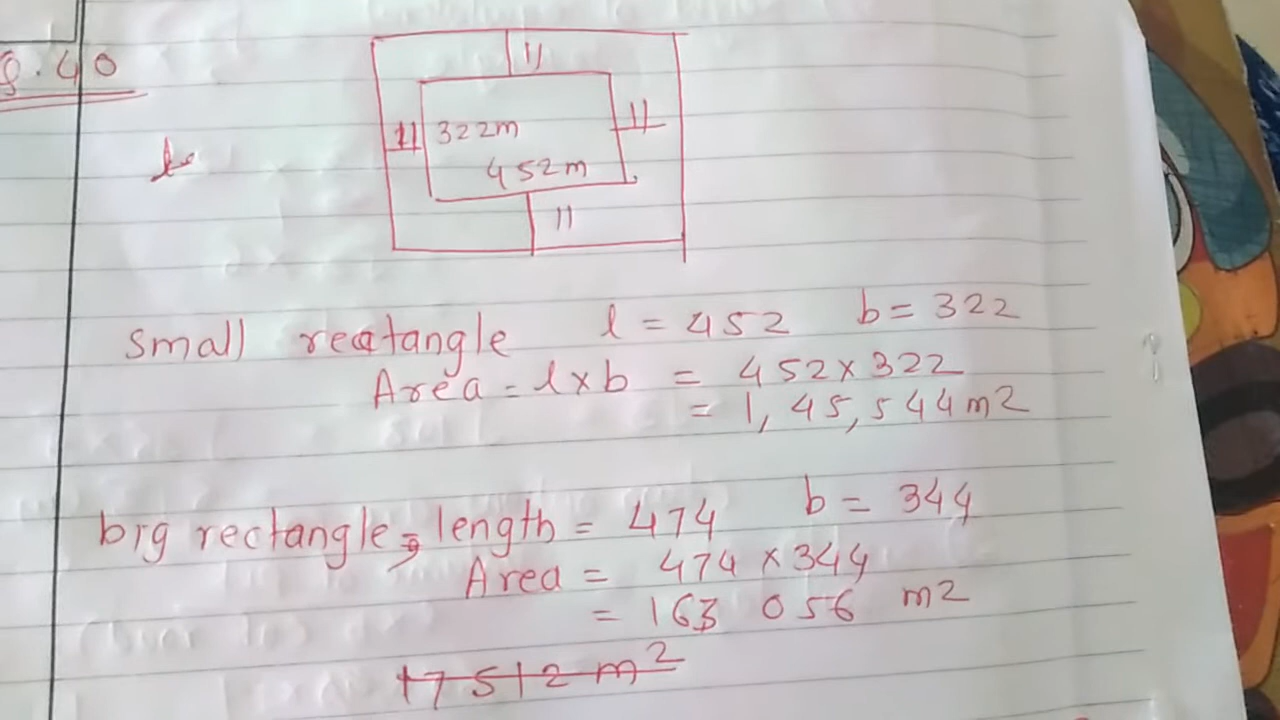 8.40
11
11 322m 11
452m
11
small rectangle l = 452 b = 322
Area = l x b = 452 x 322
= 1,45,544 m2
big rectangle, length = 474 b = 344
Area = 474 x 344
= 163 056 m2
17512 m²